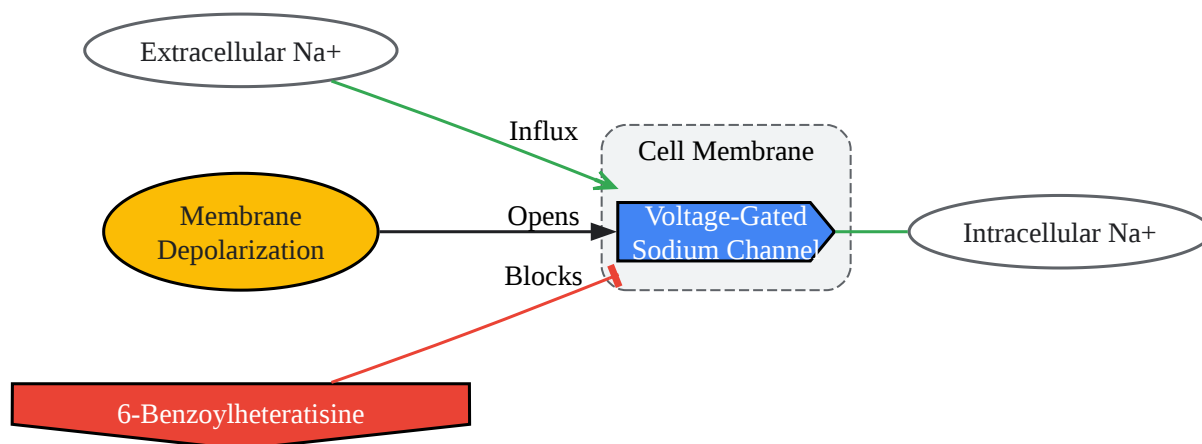 Extracellular Na+
Influx
Cell Membrane
Membrane
Depolarization
Opens
Voltage-Gated
Sodium Channel
Intracellular Na+
Blocks
6-Benzoylheteratisine